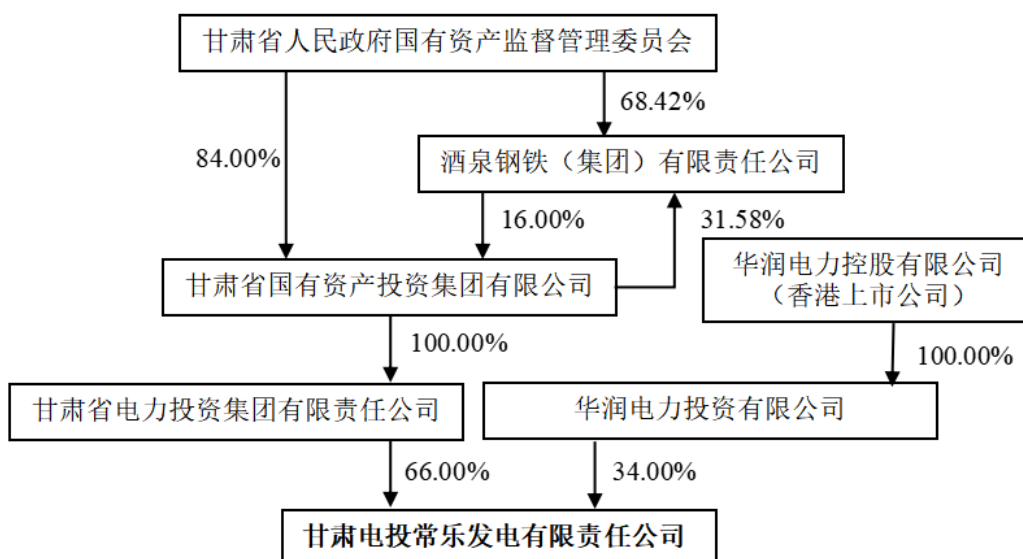 甘肃省人民政府国有资产监督管理委员会
68.42%
84.00%
酒泉钢铁（集团）有限责任公司
16.00%
31.58%
甘肃省国有资产投资集团有限公司
华润电力控股有限公司
（香港上市公司）
100.00%
100.00%
甘肃省电力投资集团有限责任公司
华润电力投资有限公司
66.00%
34.00%
甘肃电投常乐发电有限责任公司